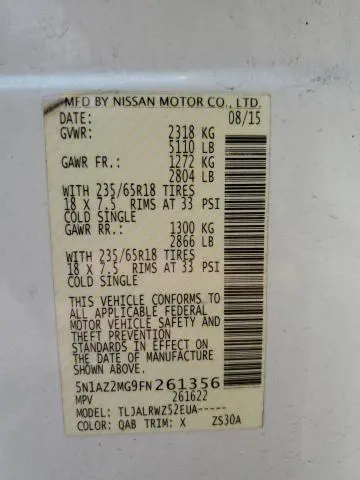 MFD BY NISSAN MOTOR CO., LTD.
DATE: 08/15
GVWR: 2318 KG
5110 LB
GAWR FR.: 1272 KG
2804 LB
WITH 235/65R18 TIRES
18 X 7.5 RIMS AT 33 PSI
COLD SINGLE
GAWR RR.: 1300 KG
2866 LB
WITH 235/65R18 TIRES
18 X 7.5 RIMS AT 33 PSI
COLD SINGLE
THIS VEHICLE CONFORMS TO
ALL APPLICABLE FEDERAL
MOTOR VEHICLE SAFETY AND
THEFT PREVENTION
STANDARDS IN EFFECT ON
THE DATE OF MANUFACTURE
SHOWN ABOVE.
5N1AZ2MG9FN261356
MPV 261622
MODEL: TLJALRWZ52EUA-----
COLOR: QAB TRIM: X ZS30A